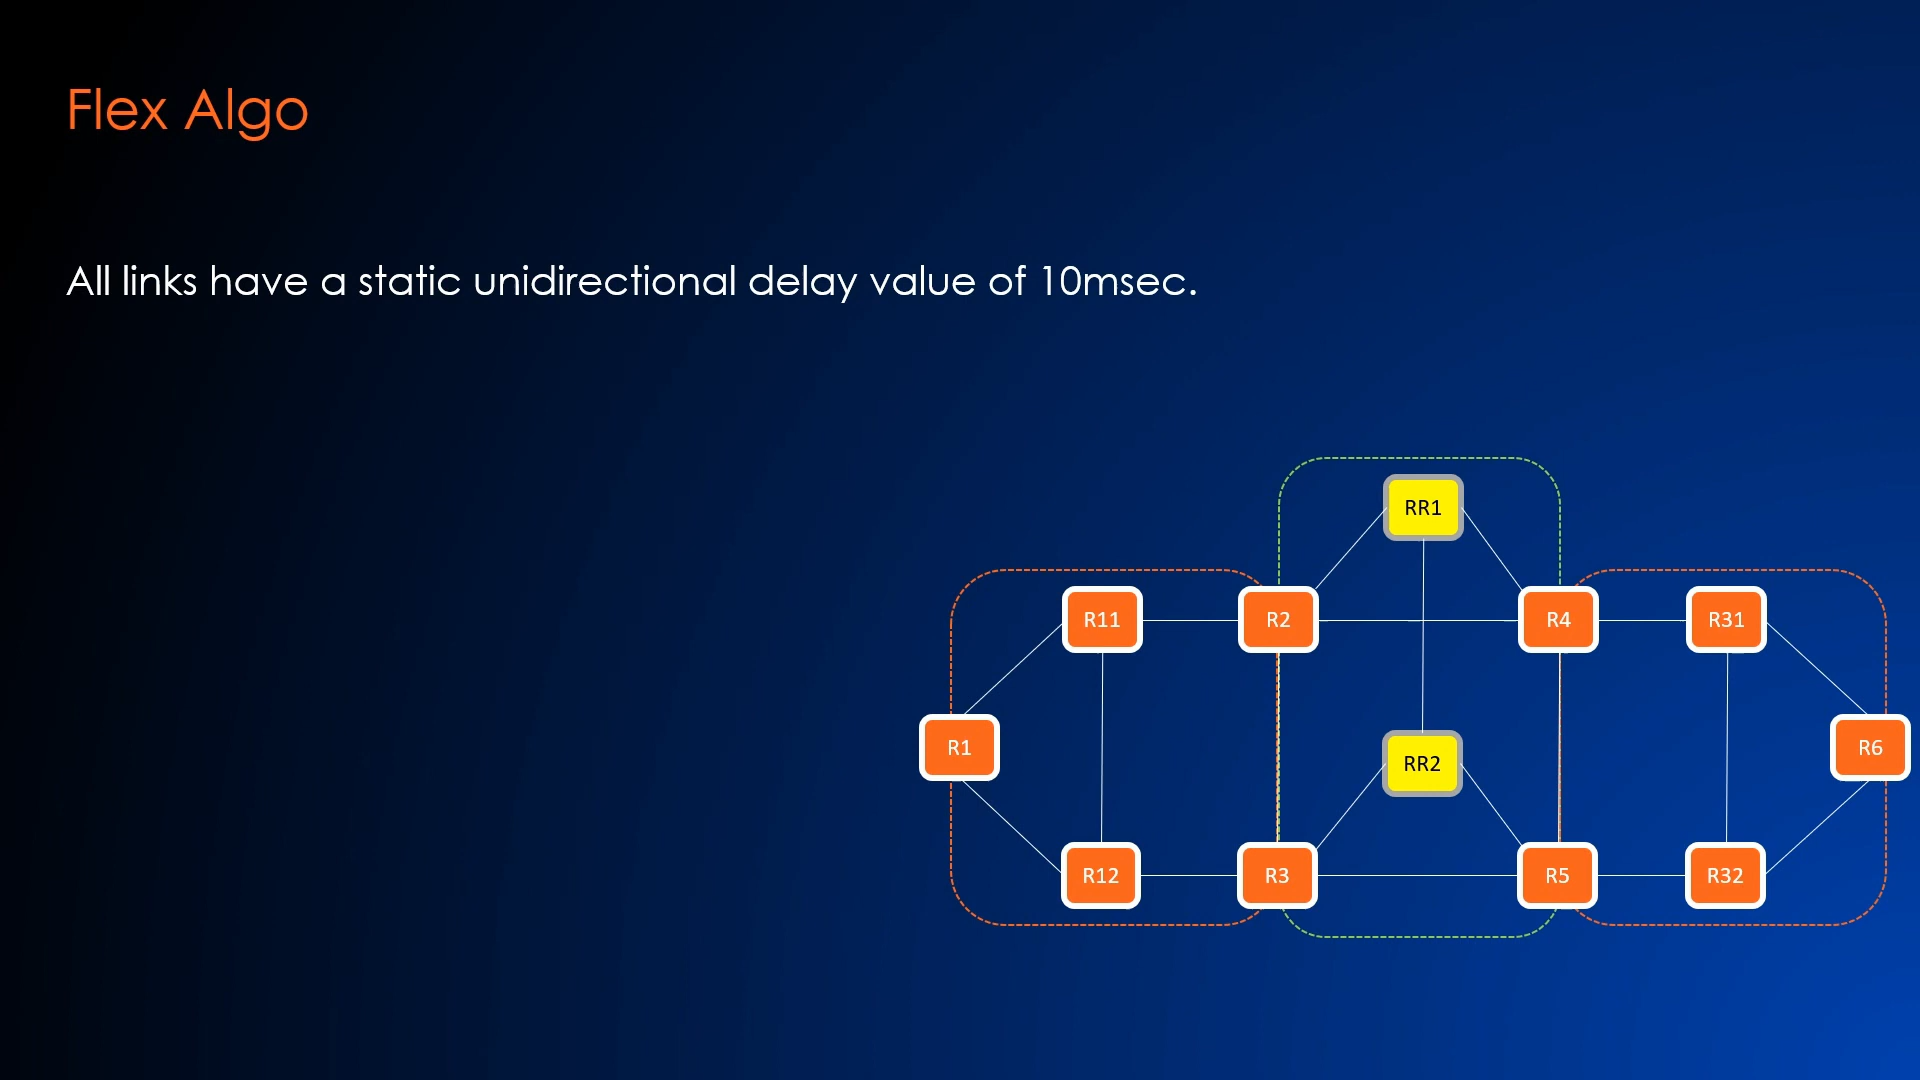 Flex Algo
All links have a static unidirectional delay value of 10msec.
RR1
R11
R2
R4
R31
R1
RR2
R6
R12
R3
R5
R32